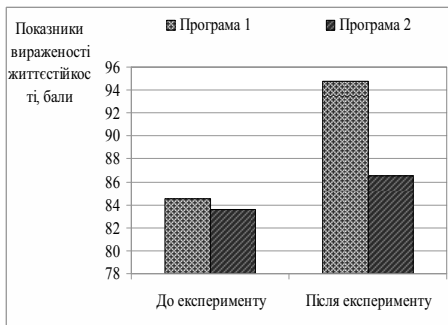 Показники
вираженості
життєстійкос
ті, бали
Програма 1
Програма 2
96
94
92
90
88
86
84
82
80
78
До експерименту
Після експерименту